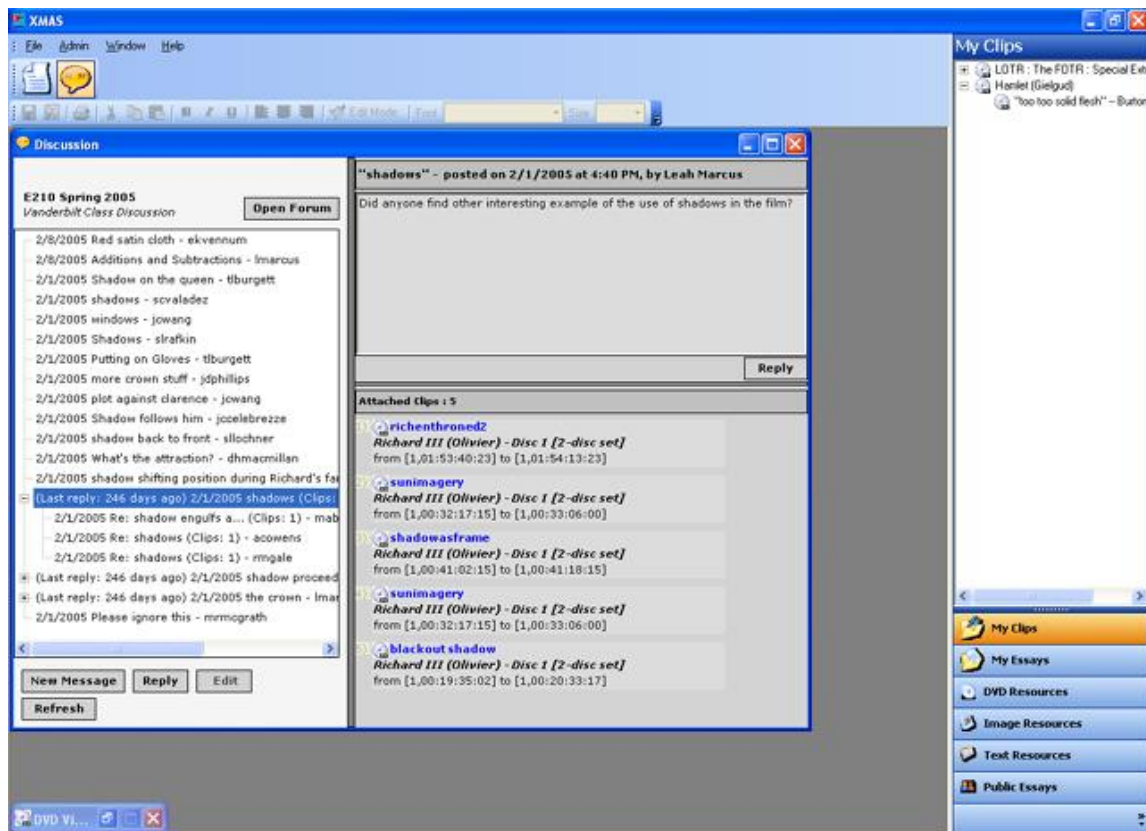 XMAS
File Admin Window Help
Edit Mode Font Size
Discussion
E210 Spring 2005
Vanderbilt Class Discussion
Open Forum
2/8/2005 Red satin cloth - ekvennum
2/8/2005 Additions and Subtractions - lmarcus
2/1/2005 Shadow on the queen - tlburgett
2/1/2005 shadows - scvaladez
2/1/2005 windows - jowang
2/1/2005 Shadows - slrafkin
2/1/2005 Putting on Gloves - tlburgett
2/1/2005 more crown stuff - jdphillips
2/1/2005 plot against clarence - jowang
2/1/2005 Shadow follows him - jccelebrezze
2/1/2005 shadow back to front - sllochner
2/1/2005 What's the attraction? - dhmacmillan
2/1/2005 shadow shifting position during Richard's far
(Last reply: 246 days ago) 2/1/2005 shadows (Clips:
2/1/2005 Re: shadow engulfs a... (Clips: 1) - mab
2/1/2005 Re: shadows (Clips: 1) - acowens
2/1/2005 Re: shadows (Clips: 1) - rmgale
(Last reply: 246 days ago) 2/1/2005 shadow proceed
(Last reply: 246 days ago) 2/1/2005 the crown - lmar
2/1/2005 Please ignore this - mrmcgrath
New Message Reply Edit
Refresh
"shadows" - posted on 2/1/2005 at 4:40 PM, by Leah Marcus
Did anyone find other interesting example of the use of shadows in the film?
Reply
Attached Clips : 5
richenthroned2
Richard III (Olivier) - Disc 1 [2-disc set]
from [1,01:53:40:23] to [1,01:54:13:23]
sunimagery
Richard III (Olivier) - Disc 1 [2-disc set]
from [1,00:32:17:15] to [1,00:33:06:00]
shadowasframe
Richard III (Olivier) - Disc 1 [2-disc set]
from [1,00:41:02:15] to [1,00:41:18:15]
sunimagery
Richard III (Olivier) - Disc 1 [2-disc set]
from [1,00:32:17:15] to [1,00:33:06:00]
blackout shadow
Richard III (Olivier) - Disc 1 [2-disc set]
from [1,00:19:35:02] to [1,00:20:33:17]
My Clips
LOTR : The FOTR : Special Ext
Hamlet (Gielgud)
"too too solid flesh" - Burton
My Clips
My Essays
DVD Resources
Image Resources
Text Resources
Public Essays
DVD Vi...